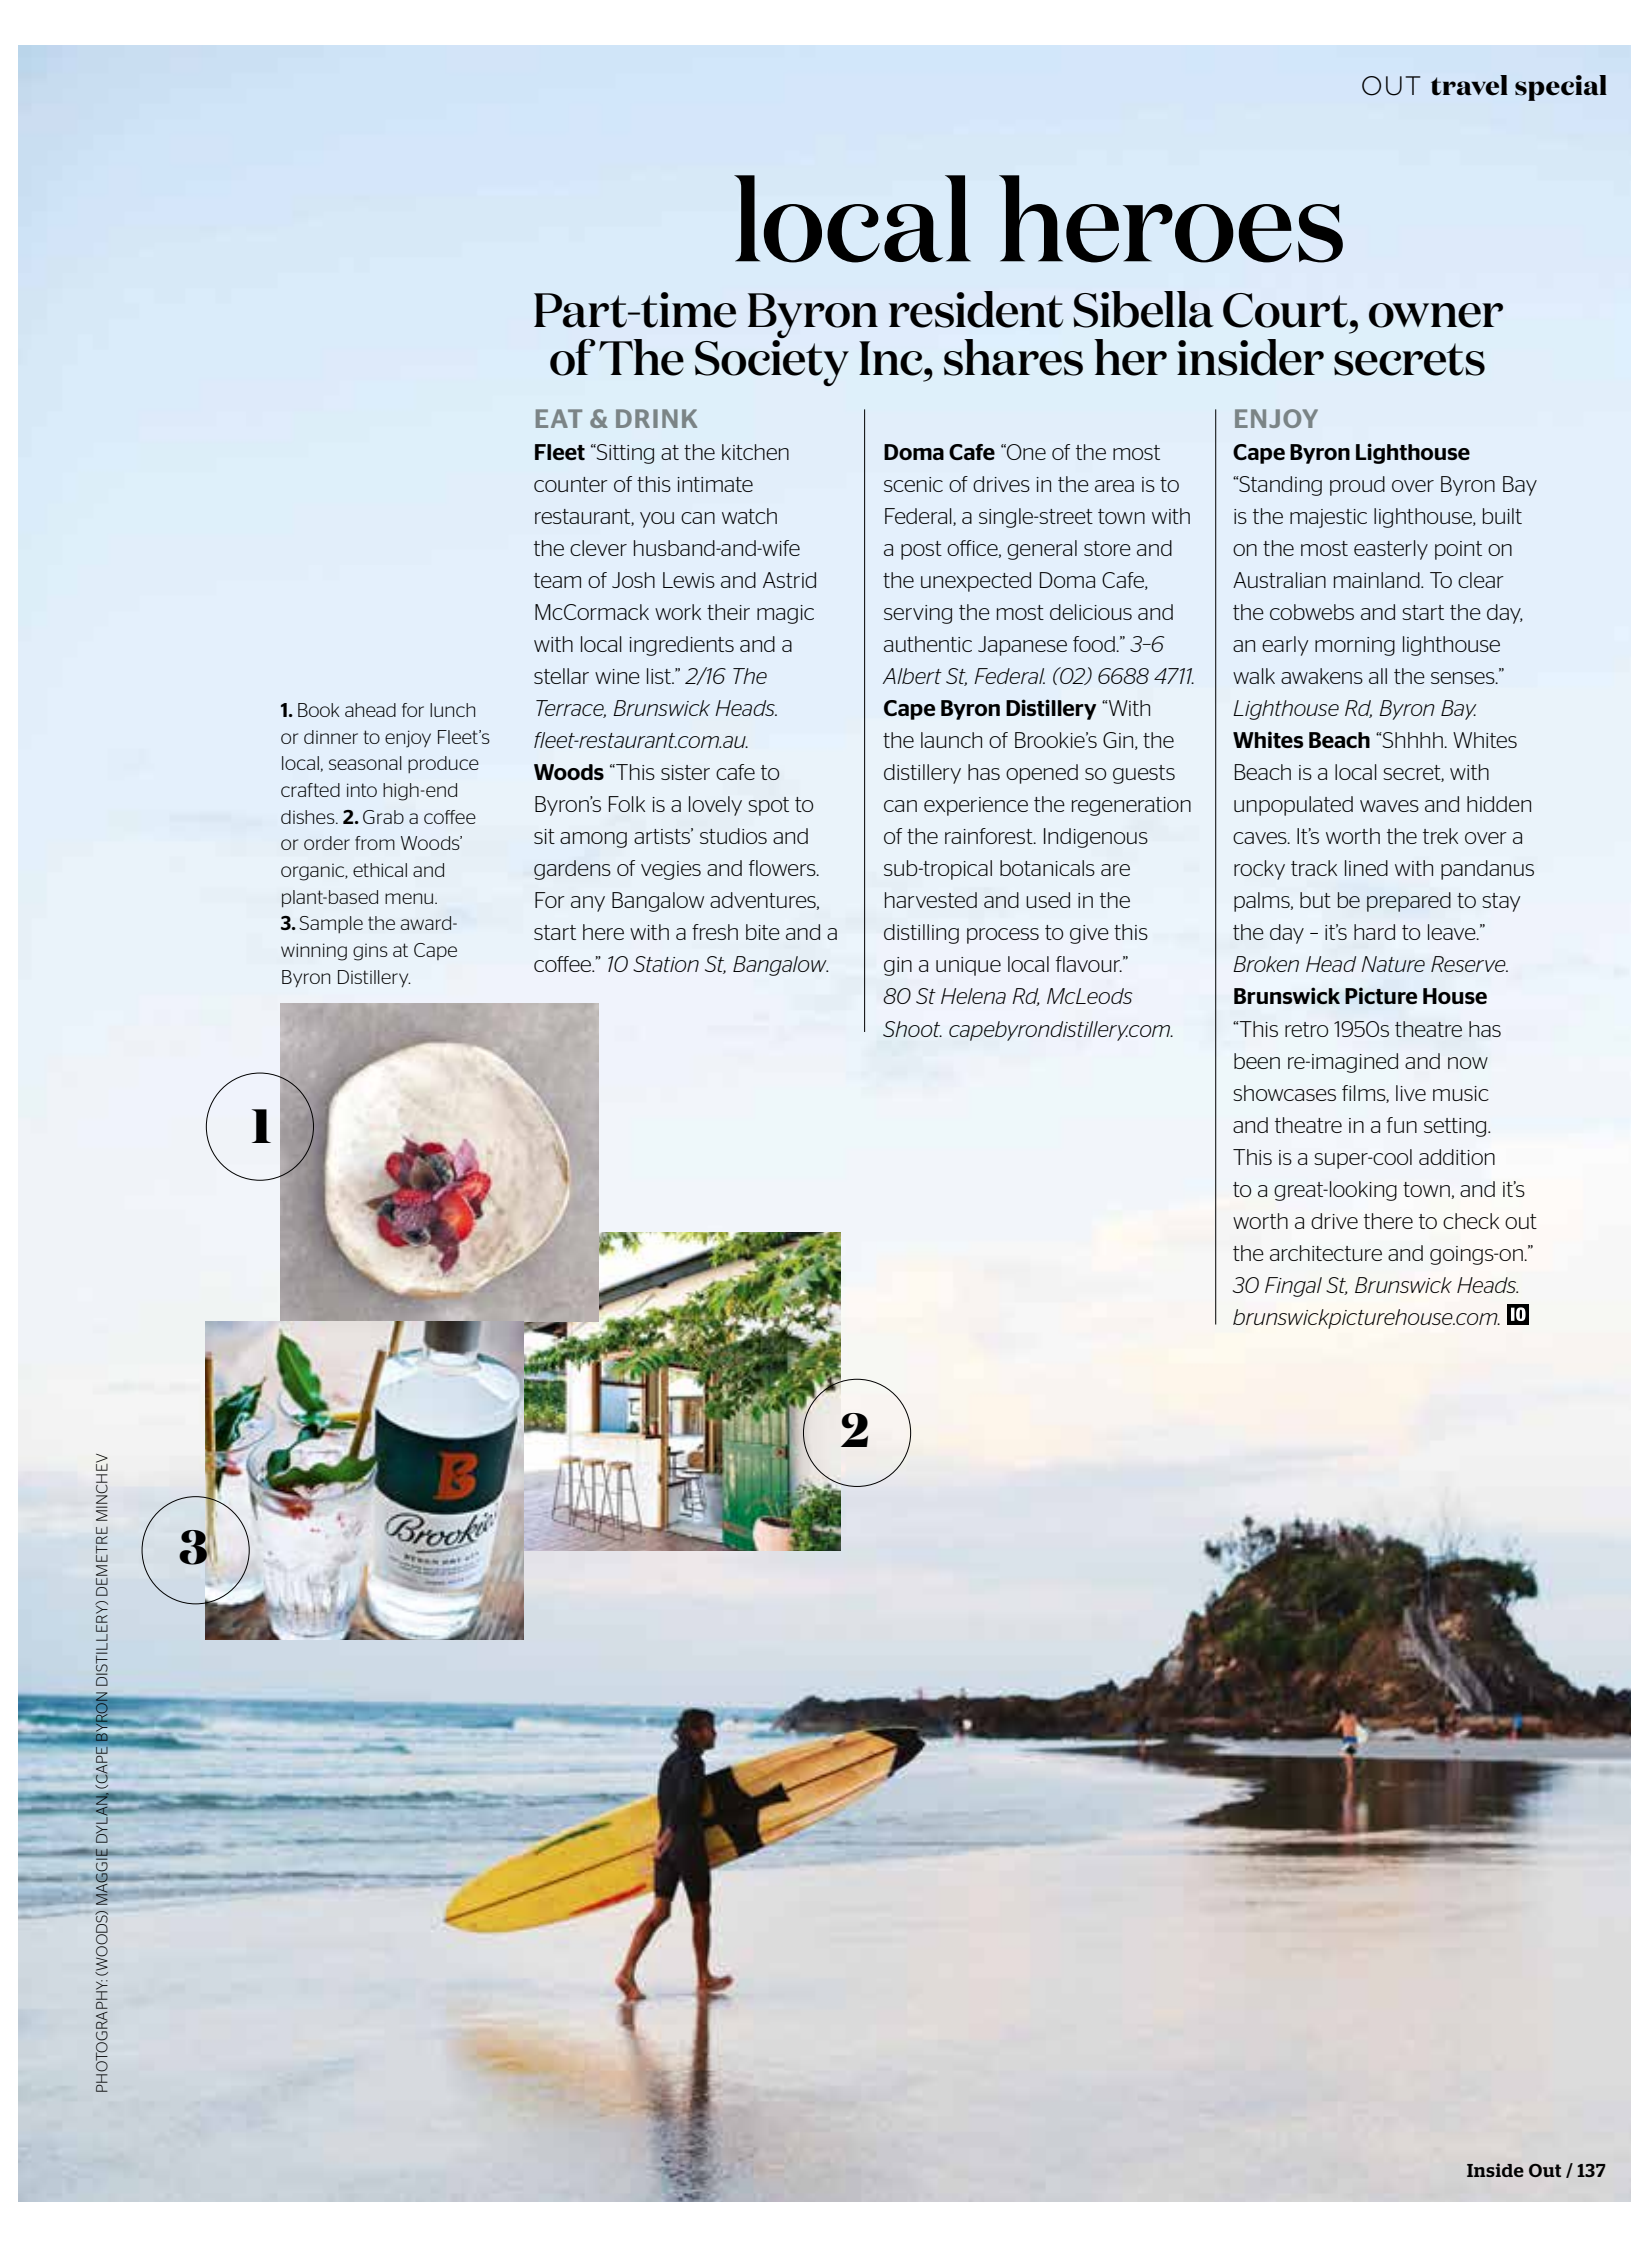 OUT travel special
local heroes
Part-time Byron resident Sibella Court, owner
of The Society Inc, shares her insider secrets
EAT & DRINK
Fleet “Sitting at the kitchen
counter of this intimate
restaurant, you can watch
the clever husband-and-wife
team of Josh Lewis and Astrid
McCormack work their magic
with local ingredients and a
stellar wine list.” 2/16 The
Terrace, Brunswick Heads.
fleet-restaurant.com.au.
Woods “This sister cafe to
Byron’s Folk is a lovely spot to
sit among artists’ studios and
gardens of vegies and flowers.
For any Bangalow adventures,
start here with a fresh bite and a
coffee.” 10 Station St, Bangalow.
Doma Cafe “One of the most
scenic of drives in the area is to
Federal, a single-street town with
a post office, general store and
the unexpected Doma Cafe,
serving the most delicious and
authentic Japanese food.” 3–6
Albert St, Federal. (02) 6688 4711.
Cape Byron Distillery “With
the launch of Brookie’s Gin, the
distillery has opened so guests
can experience the regeneration
of the rainforest. Indigenous
sub-tropical botanicals are
harvested and used in the
distilling process to give this
gin a unique local flavour.”
80 St Helena Rd, McLeods
Shoot. capebyrondistillery.com.
ENJOY
Cape Byron Lighthouse
“Standing proud over Byron Bay
is the majestic lighthouse, built
on the most easterly point on
Australian mainland. To clear
the cobwebs and start the day,
an early morning lighthouse
walk awakens all the senses.”
Lighthouse Rd, Byron Bay.
Whites Beach “Shhhh. Whites
Beach is a local secret, with
unpopulated waves and hidden
caves. It’s worth the trek over a
rocky track lined with pandanus
palms, but be prepared to stay
the day – it’s hard to leave.”
Broken Head Nature Reserve.
Brunswick Picture House
“This retro 1950s theatre has
been re-imagined and now
showcases films, live music
and theatre in a fun setting.
This is a super-cool addition
to a great-looking town, and it’s
worth a drive there to check out
the architecture and goings-on.”
30 Fingal St, Brunswick Heads.
brunswickpicturehouse.com. IO
1. Book ahead for lunch
or dinner to enjoy Fleet’s
local, seasonal produce
crafted into high-end
dishes. 2. Grab a coffee
or order from Woods’
organic, ethical and
plant-based menu.
3. Sample the award-
winning gins at Cape
Byron Distillery.
1
2
3
B
Brookie's
BYRON DRY GIN
PHOTOGRAPHY: (WOODS) MAGGIE DYLAN, (CAPE BYRON DISTILLERY) DEMETRE MINCHEV
Inside Out / 137